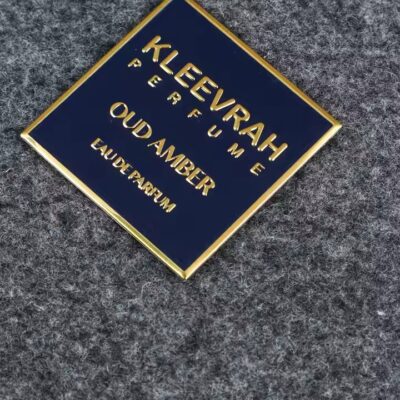 KLEEVRAH
PERFUME
OUD AMBER
EAU DE PARFUM